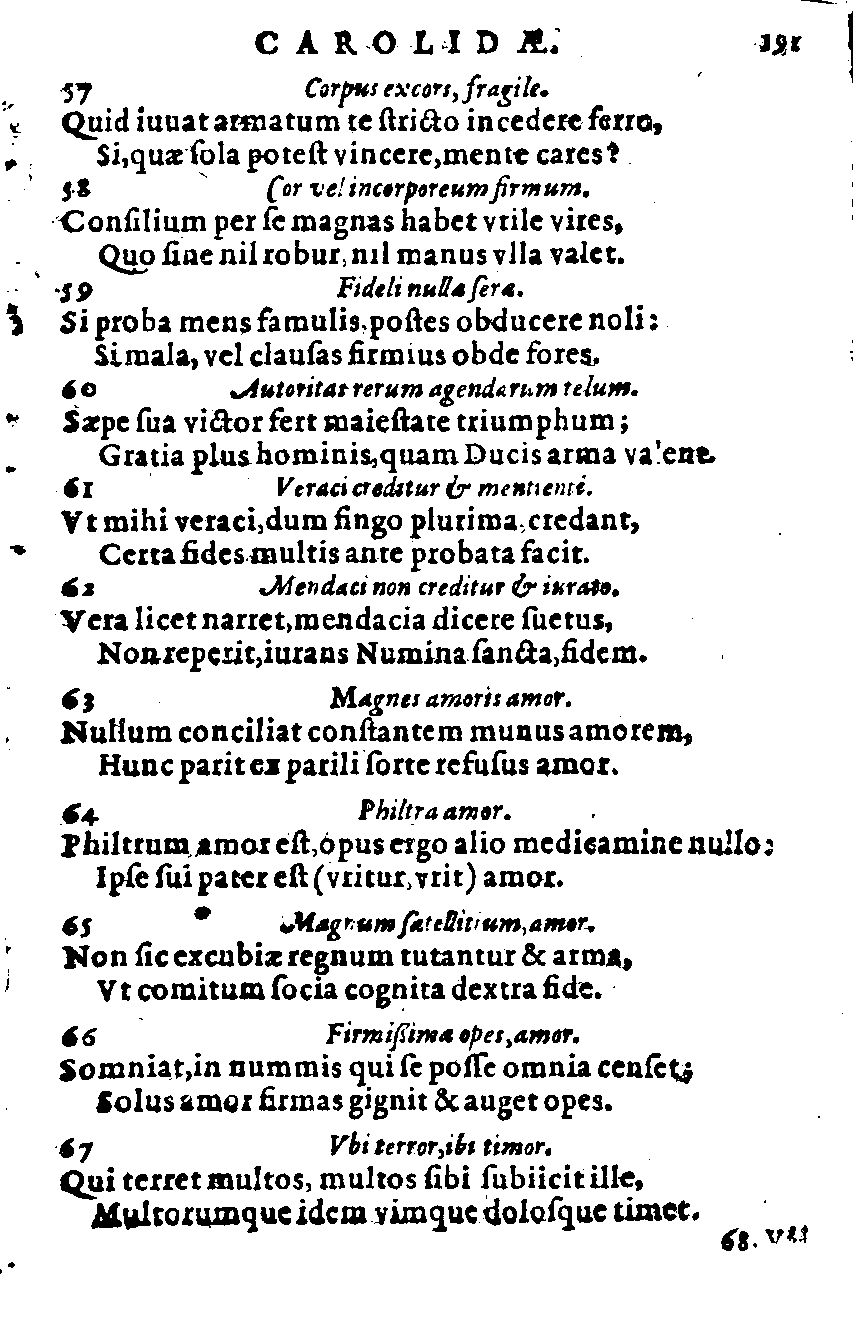 CAROLIDÆ. 191
57 Corpus excors, fragile.
Quid iuuat armatum te ſtricto incedere ferro,
Si, quæ ſola poteſt vincere, mente cares?
58 Cor vel incorporeum firmum.
Conſilium per ſe magnas habet vtile vires,
Quo ſine nil robur, nil manus vlla valet.
59 Fideli nulla ſera.
Si proba mens famulis, poſtes obducere noli:
Si mala, vel clauſas firmius obde fores.
60 Autoritas rerum agendarum telum.
Sæpe ſua victor fert maieſtate triumphum;
Gratia plus hominis, quam Ducis arma valent.
61 Veraci creditur & mentienti.
Vt mihi veraci, dum fingo plurima, credant,
Certa fides multis ante probata facit.
62 Mendaci non creditur & iurato.
Vera licet narret, mendacia dicere ſuetus,
Non reperit, iurans Numina ſancta, fidem.
63 Magnes amoris amor.
Nullum conciliat conſtantem munus amorem,
Hunc parit ex parili ſorte refuſus amor.
64 Philtra amor.
Philtrum amor eſt, opus ergo alio medicamine nullo:
Ipſe ſui pater eſt (vritur, vrit) amor.
65 Magnum ſatellitium, amor.
Non ſic excubiæ regnum tutantur & arma,
Vt comitum ſocia cognita dextra fide.
66 Firmiſſima opes, amor.
Somniat, in nummis qui ſe poſſe omnia cenſet;
Solus amor firmas gignit & auget opes.
67 Vbi terror, ibi timor.
Qui terret multos, multos ſibi ſubiicit ille,
Multorumque idem vimque doloſque timet.
68.